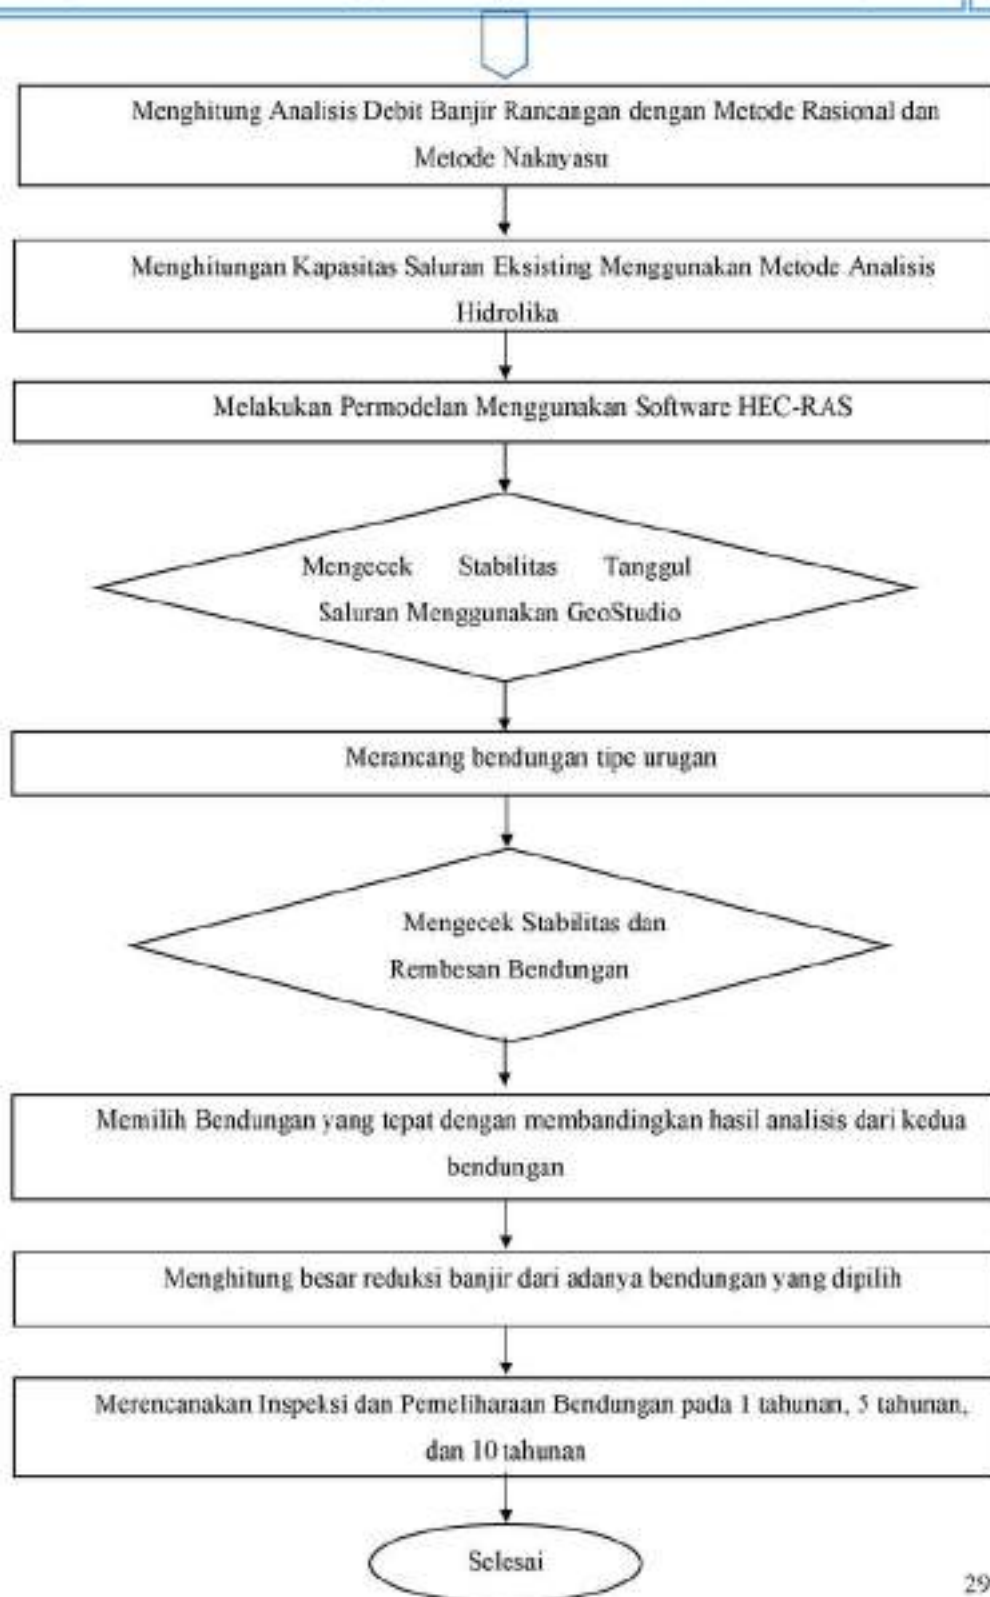 Menghitung Analisis Debit Banjir Rancangan dengan Metode Rasional dan
Metode Nakayasu
Menghitungan Kapasitas Saluran Eksisting Menggunakan Metode Analisis
Hidrolika
Melakukan Permodelan Menggunakan Software HEC-RAS
Mengecek Stabilitas Tanggul
Saluran Menggunakan GeoStudio
Merancang bendungan tipe urugan
Mengecek Stabilitas dan
Rembesan Bendungan
Memilih Bendungan yang tepat dengan membandingkan hasil analisis dari kedua
bendungan
Menghitung besar reduksi banjir dari adanya bendungan yang dipilih
Merencanakan Inspeksi dan Pemeliharaan Bendungan pada 1 tahunan, 5 tahunan,
dan 10 tahunan
Selesai
29